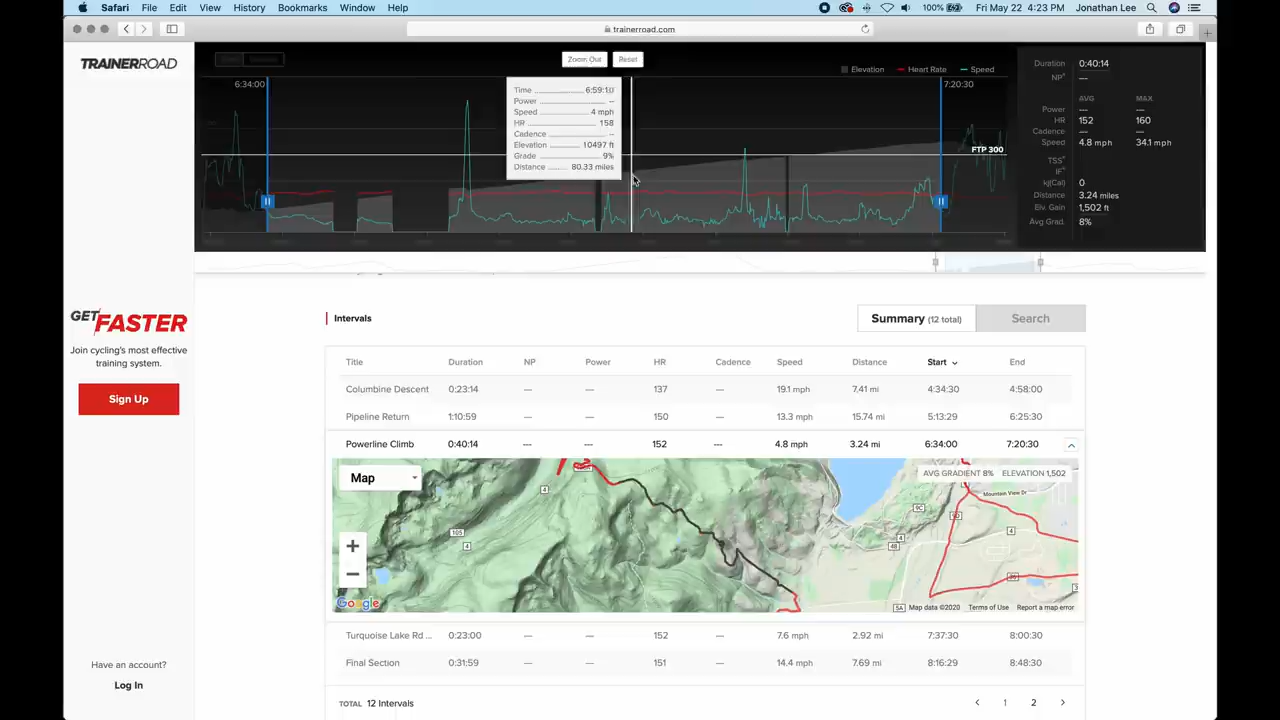 Safari File Edit View History Bookmarks Window Help
100% Fri May 22 4:23 PM Jonathan Lee
trainerroad.com
TRAINERROAD
Zoom Out Reset
Elevation Heart Rate Speed
6:34:00
7:20:30
Time 6:59:10
Power --
Speed 4 mph
HR 158
Cadence --
Elevation 10497 ft
Grade 9%
Distance 80.33 miles
FTP 300
Duration 0:40:14
NP® ---
AVG MAX
Power: --- ---
HR 152 160
Cadence: --- ---
Speed: 4.8 mph 34.1 mph
TSS®
IF®
kj(Cal) 0
Distance: 3.24 miles
Elv. Gain 1,502 ft
Avg Grad. 8%
GET FASTER
Join cycling's most effective
training system.
Sign Up
Have an account?
Log In
Intervals
Summary (12 total) Search
Title Duration NP Power HR Cadence Speed Distance Start End
Columbine Descent 0:23:14 --- --- 137 --- 19.1 mph 7.41 mi 4:34:30 4:58:00
Pipeline Return 1:10:59 --- --- 150 --- 13.3 mph 15.74 mi 5:13:29 6:25:30
Powerline Climb 0:40:14 --- --- 152 --- 4.8 mph 3.24 mi 6:34:00 7:20:30
Map
AVG GRADIENT 8% ELEVATION 1,502
Mountain View Dr
4
9C
9D
4
105
4
4
4B
35
+
−
Google
5A
Map data ©2020 Terms of Use Report a map error
Turquoise Lake Rd ... 0:23:00 --- --- 152 --- 7.6 mph 2.92 mi 7:37:30 8:00:30
Final Section 0:31:59 --- --- 151 --- 14.4 mph 7.69 mi 8:16:29 8:48:30
TOTAL 12 Intervals
1 2